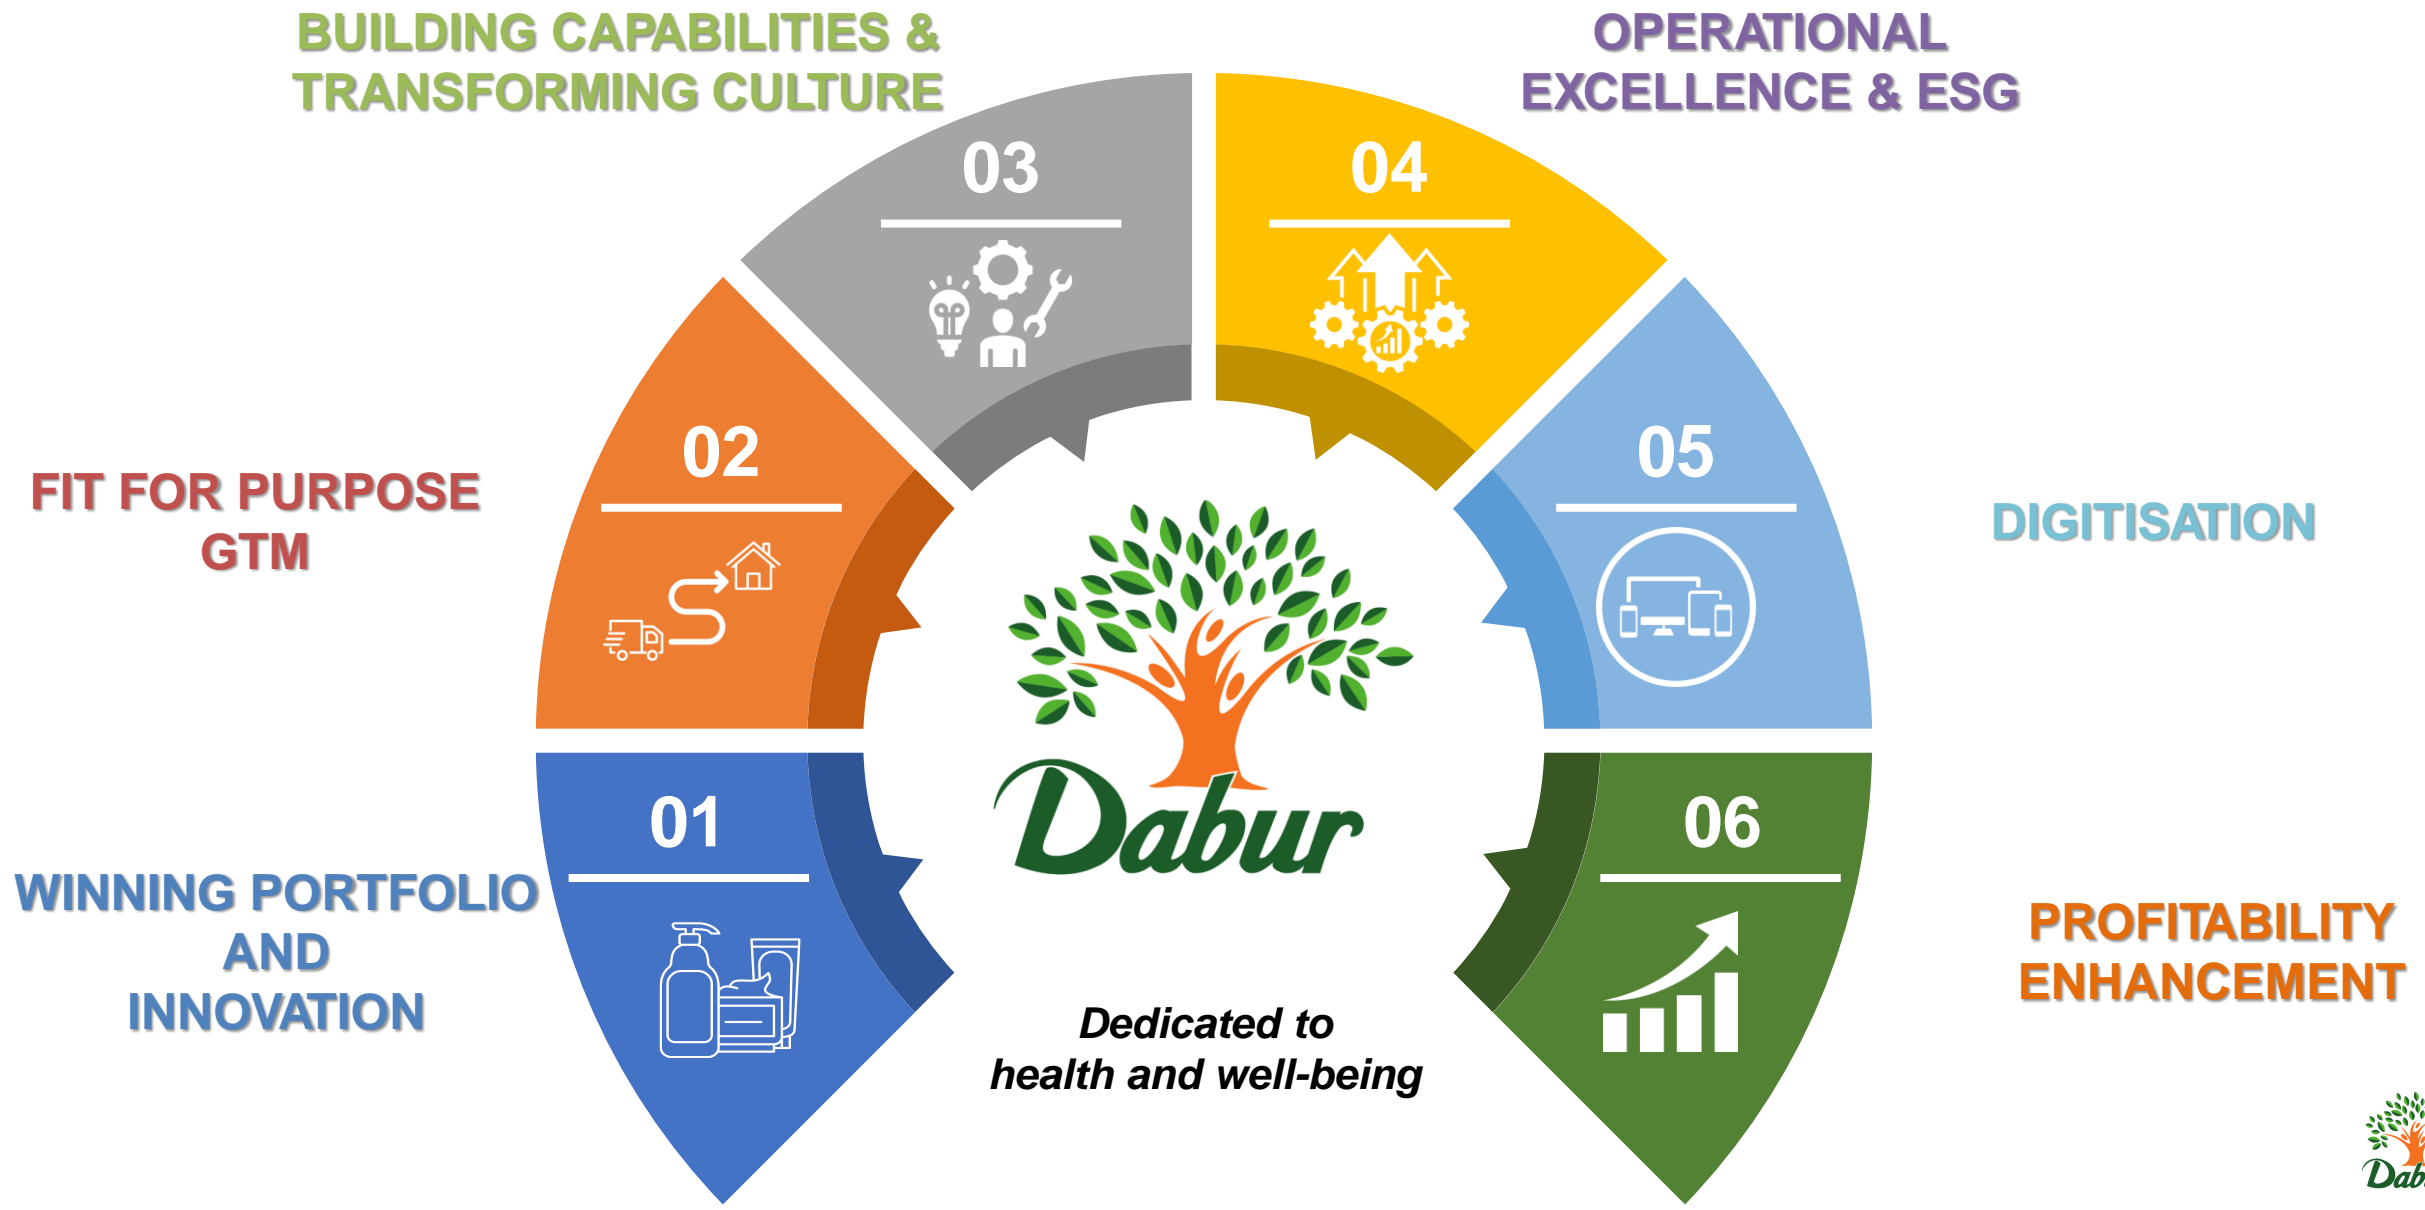 BUILDING CAPABILITIES &
TRANSFORMING CULTURE
OPERATIONAL
EXCELLENCE & ESG
03
04
02
05
FIT FOR PURPOSE
GTM
DIGITISATION
01
06
WINNING PORTFOLIO
AND
INNOVATION
Dabur
PROFITABILITY
ENHANCEMENT
Dedicated to
health and well-being